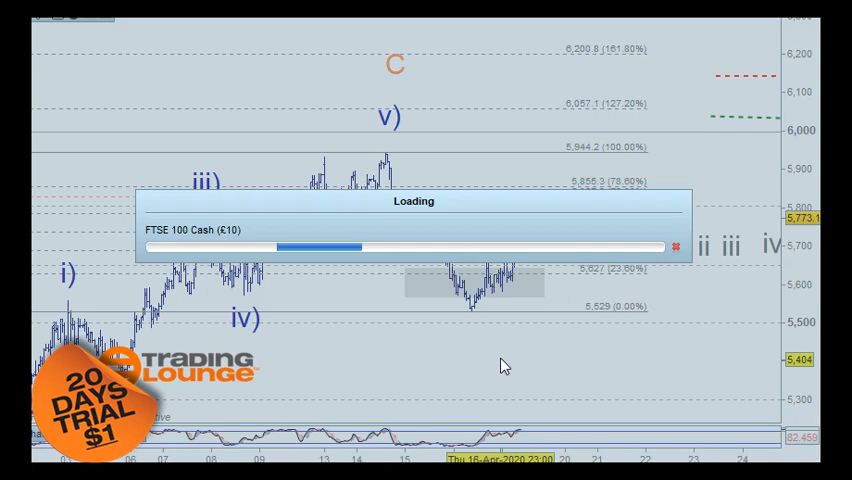 6,200.8 (161.80%)
6,200
C
6,100
6,057.1 (127.20%)
v)
6,000
5,944.2 (100.00%)
5,900
iii)
5,855.3 (78.60%)
Loading
5,800
5,773.1
FTSE 100 Cash (£10)
ii iii iv
5,700
i)
5,627 (23.60%)
5,600
5,529 (0.00%)
iv)
5,500
TRADING
LOUNGE
5,404
20
DAYS
TRIAL
$1
5,300
82.459
03 06 07 08 09 13 14 15 Thu 16-Apr-2020 23:00 20 21 22 23 24